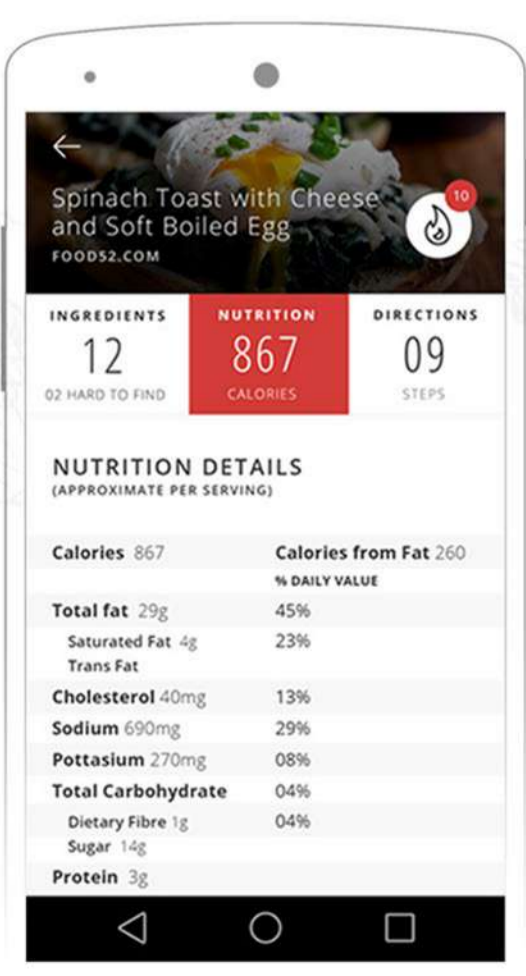 Spinach Toast with Cheese
and Soft Boiled Egg
FOOD52.COM
10
INGREDIENTS
12
02 HARD TO FIND
NUTRITION
867
CALORIES
DIRECTIONS
09
STEPS
NUTRITION DETAILS
(APPROXIMATE PER SERVING)
Calories 867 Calories from Fat 260
% DAILY VALUE
Total fat 29g 45%
Saturated Fat 4g 23%
Trans Fat
Cholesterol 40mg 13%
Sodium 690mg 29%
Pottasium 270mg 08%
Total Carbohydrate 04%
Dietary Fibre 1g 04%
Sugar 14g
Protein 3g